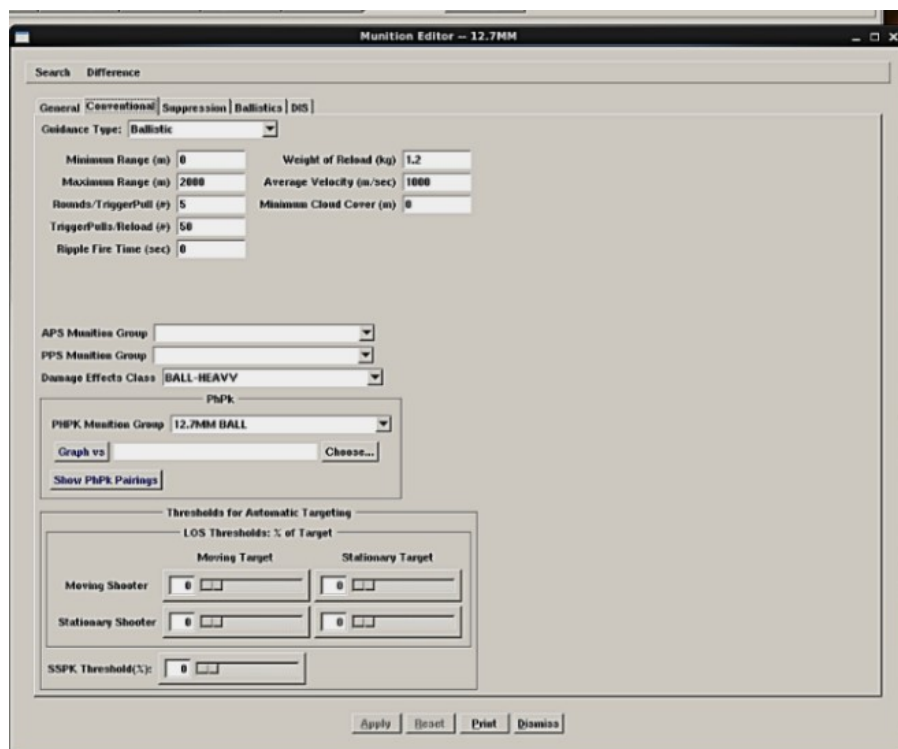 Munition Editor -- 12.7MM
Search Difference
General Conventional Suppression Ballistics DIS
Guidance Type: Ballistic
Minimum Range (m) 0 Weight of Reload (kg) 1.2
Maximum Range (m) 2000 Average Velocity (m/sec) 1000
Rounds/TriggerPull (#) 5 Minimum Cloud Cover (m) 0
TriggerPulls/Reload (#) 50
Ripple Fire Time (sec) 0
APS Munition Group
PPS Munition Group
Damage Effects Class BALL-HEAVY
PhPk
PHPK Munition Group 12.7MM BALL
Graph vs Choose...
Show PhPk Pairings
Thresholds for Automatic Targeting
LOS Thresholds: % of Target
Moving Target Stationary Target
Moving Shooter 0 0
Stationary Shooter 0 0
SSPK Threshold(%): 0
Apply Reset Print Dismiss